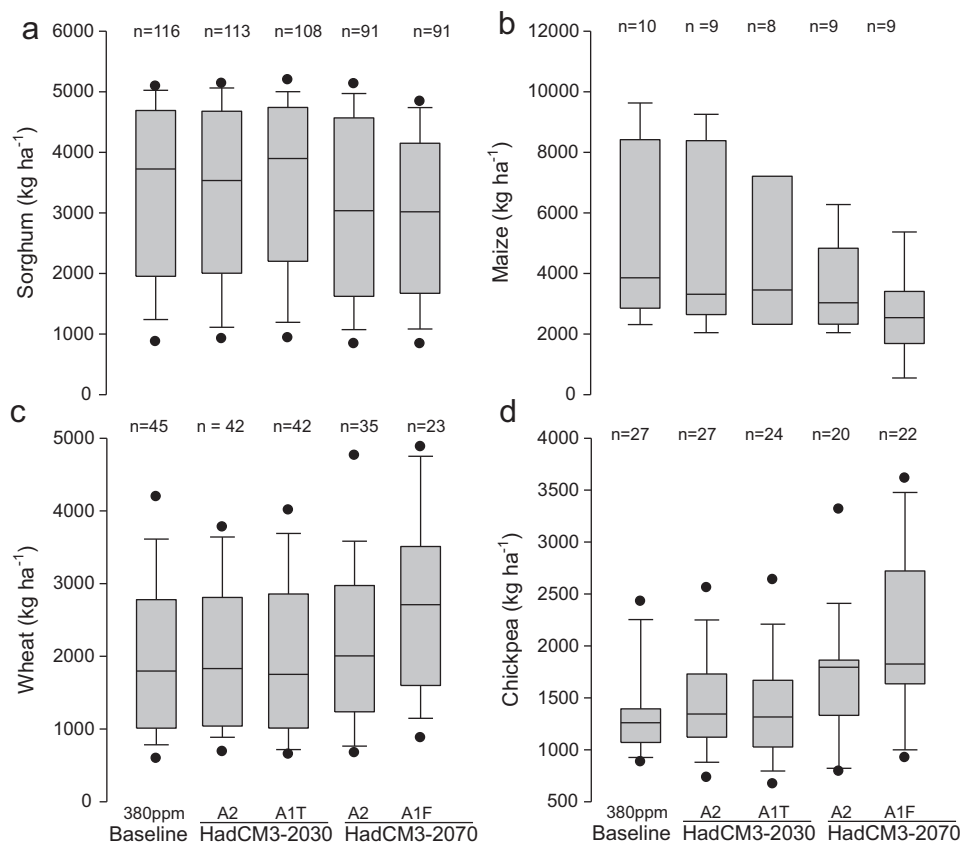 a
n=116 n=113 n=108 n=91 n=91
6000
5000
4000
3000
2000
1000
0
Sorghum (kg ha⁻¹)
b
n=10 n =9 n=8 n=9 n=9
12000
10000
8000
6000
4000
2000
0
Maize (kg ha⁻¹)
c
n=45 n = 42 n=42 n=35 n=23
5000
4000
3000
2000
1000
0
Wheat (kg ha⁻¹)
380ppm A2 A1T A2 A1F
Baseline HadCM3-2030 HadCM3-2070
d
n=27 n=27 n=24 n=20 n=22
4000
3500
3000
2500
2000
1500
1000
500
Chickpea (kg ha⁻¹)
380ppm A2 A1T A2 A1F
Baseline HadCM3-2030 HadCM3-2070